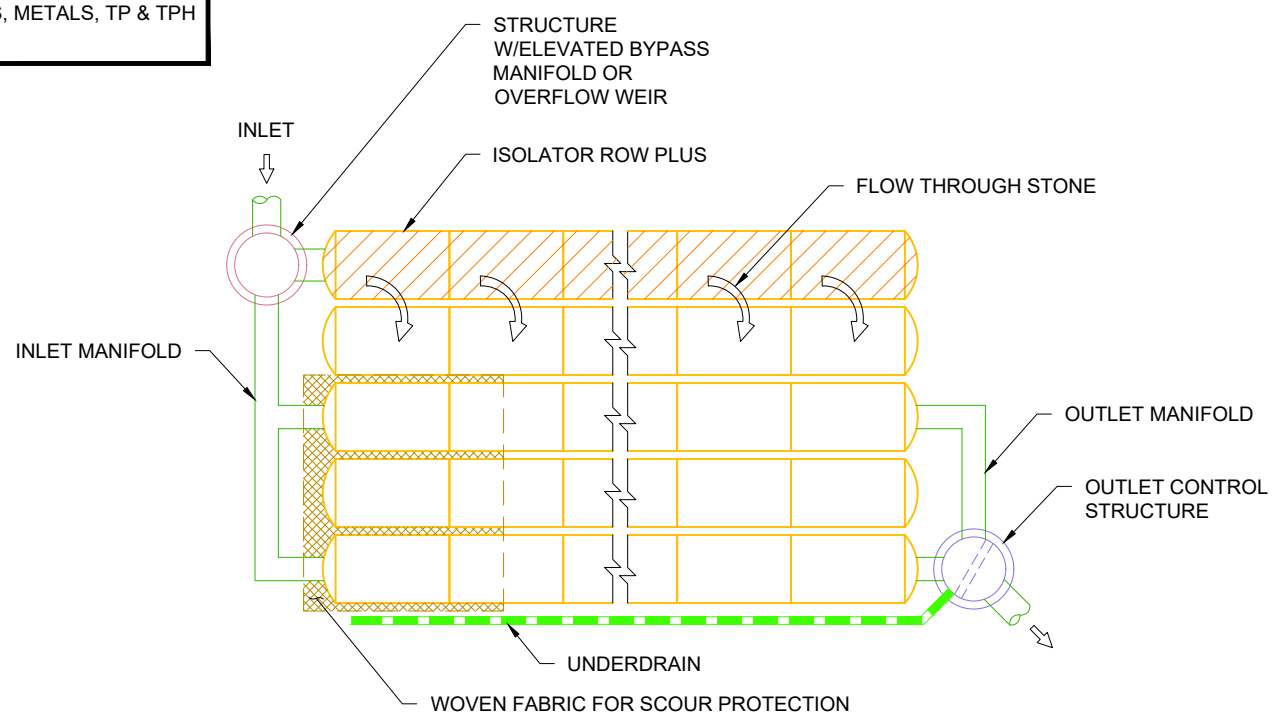 METALS, TP & TPH
STRUCTURE
W/ELEVATED BYPASS
MANIFOLD OR
OVERFLOW WEIR
INLET
ISOLATOR ROW PLUS
FLOW THROUGH STONE
INLET MANIFOLD
OUTLET MANIFOLD
OUTLET CONTROL
STRUCTURE
UNDERDRAIN
WOVEN FABRIC FOR SCOUR PROTECTION